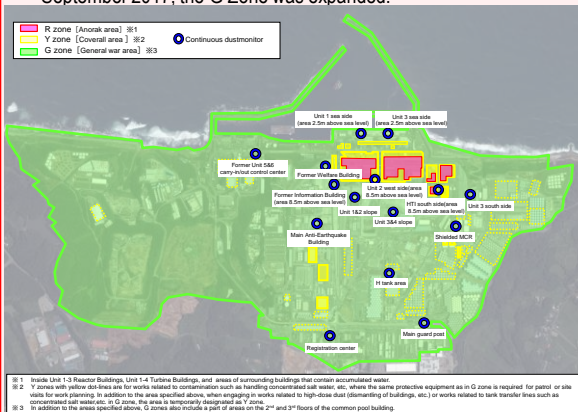 September 2017, the G Zone was expanded.
R zone [Anorak area] ※1
Y zone [Coverall area] ※2
G zone [General war area] ※3
Continuous dustmonitor
Unit 1 sea side
(area 2.5m above sea level)
Unit 3 sea side
(area 2.5m above sea level)
Former Unit 5&6
carry-in/out control center
Former Welfare Building
Former Information Building
(area 8.5m above sea level)
Unit 2 west side(area
8.5m above sea level)
HTI south side(area
8.5m above sea level)
Unit 3 south side
Unit 1&2 slope
Unit 3&4 slope
Main Anti-Earthquake
Building
Shielded MCR
H tank area
Registration center
Main guard post
※ 1 Inside Unit 1-3 Reactor Buildings, Unit 1-4 Turbine Buildings, and areas of surrounding buildings that contain accumulated water.
※ 2 Y zones with yellow dot-lines are for works related to contamination such as handling concentrated salt water, etc, where the same protective equipment as in G zone is required for patrol or site
visits for work planning. In addition to the areas specified above, when engaging in works related to high-dose dust (dismantling of buildings, etc.) or works related to tank transfer lines such as
concentrated salt water,etc. in G zone, the area is temporarily designated as Y zone.
※ 3 In addition to the areas specified above, G zones also include a part of areas on the 2nd and 3rd floors of the common pool building.